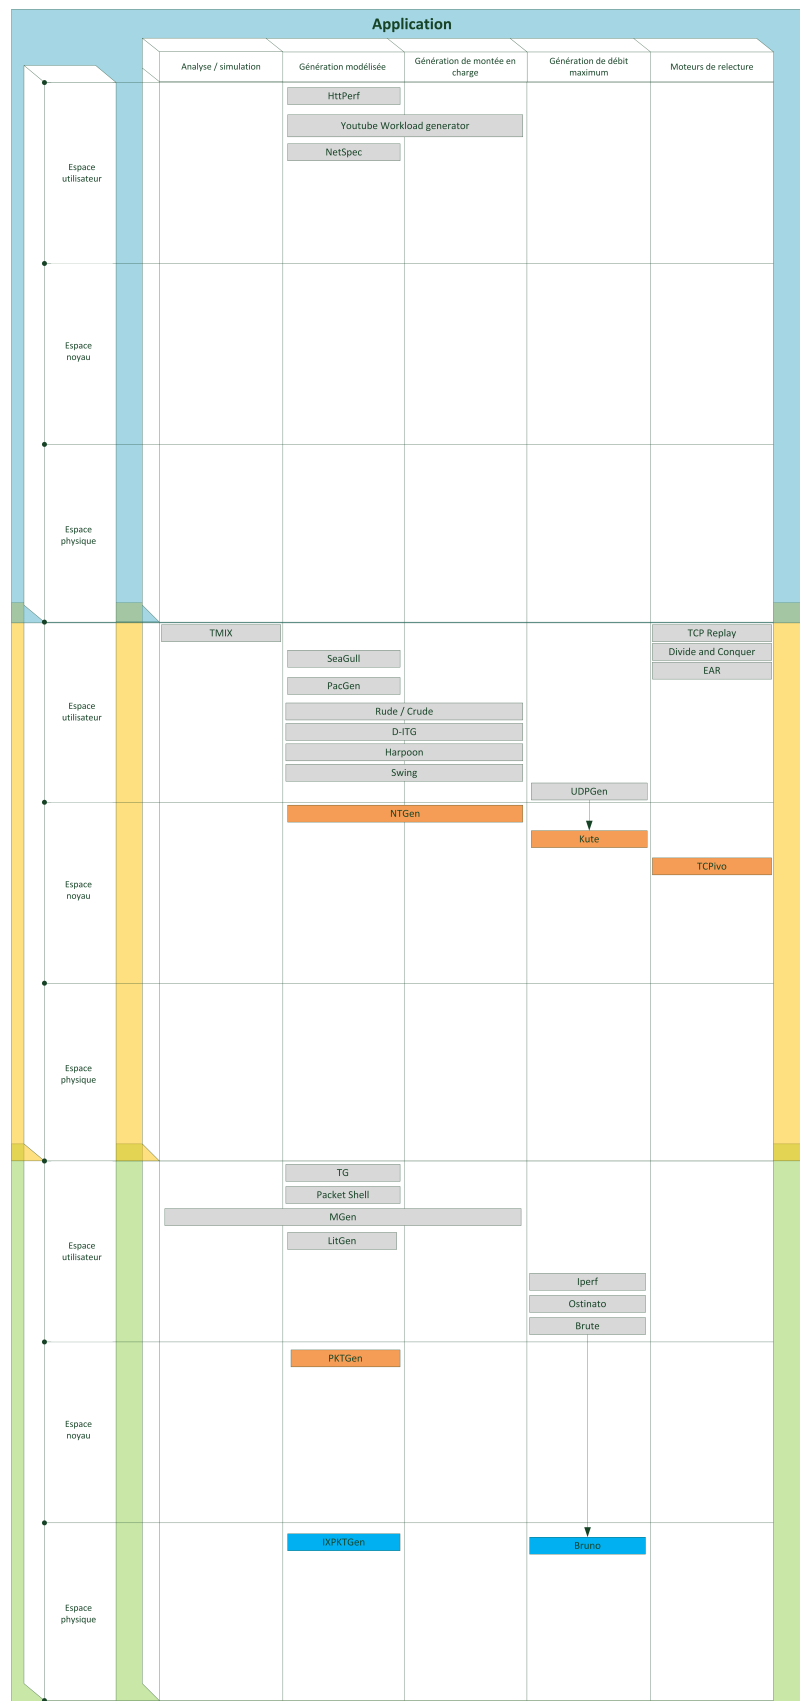 Application
Analyse / simulation
Génération modélisée
Génération de montée en
charge
Génération de débit
maximum
Moteurs de relecture
HttPerf
Youtube Workload generator
NetSpec
Espace
utilisateur
Espace
noyau
Espace
physique
TMIX
TCP Replay
Divide and Conquer
SeaGull
EAR
PacGen
Espace
utilisateur
Rude / Crude
D-ITG
Harpoon
Swing
UDPGen
NTGen
Kute
TCPivo
Espace
noyau
Espace
physique
TG
Packet Shell
MGen
LitGen
Espace
utilisateur
Iperf
Ostinato
Brute
PKTGen
Espace
noyau
IXPKTGen
Bruno
Espace
physique